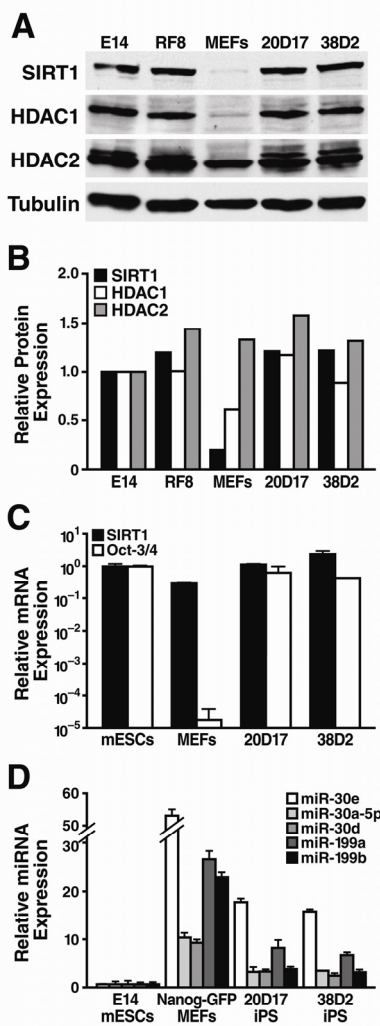 A
E14 RF8 MEFs 20D17 38D2
SIRT1
HDAC1
HDAC2
Tubulin
B
Relative Protein
Expression
2.0
1.5
1.0
0.5
0
SIRT1
HDAC1
HDAC2
E14 RF8 MEFs 20D17 38D2
C
Relative mRNA
Expression
10¹
10⁰
10⁻¹
10⁻²
10⁻³
10⁻⁴
10⁻⁵
SIRT1
Oct-3/4
mESCs MEFs 20D17 38D2
D
Relative miRNA
Expression
60
50
30
20
10
0
miR-30e
miR-30a-5p
miR-30d
miR-199a
miR-199b
E14 Nanog-GFP 20D17 38D2
mESCs MEFs iPS iPS